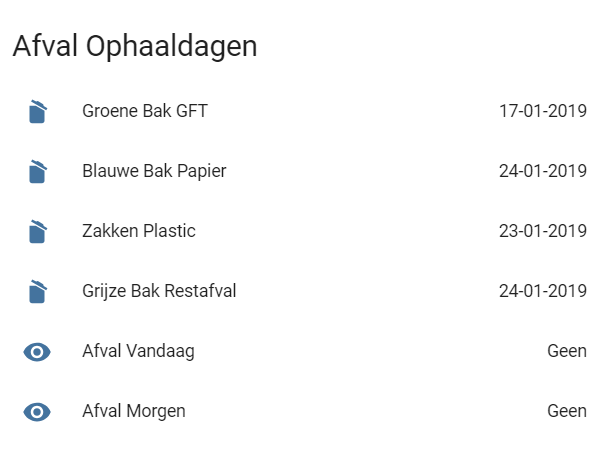 Afval Ophaaldagen
Groene Bak GFT 17-01-2019
Blauwe Bak Papier 24-01-2019
Zakken Plastic 23-01-2019
Grijze Bak Restafval 24-01-2019
Afval Vandaag Geen
Afval Morgen Geen